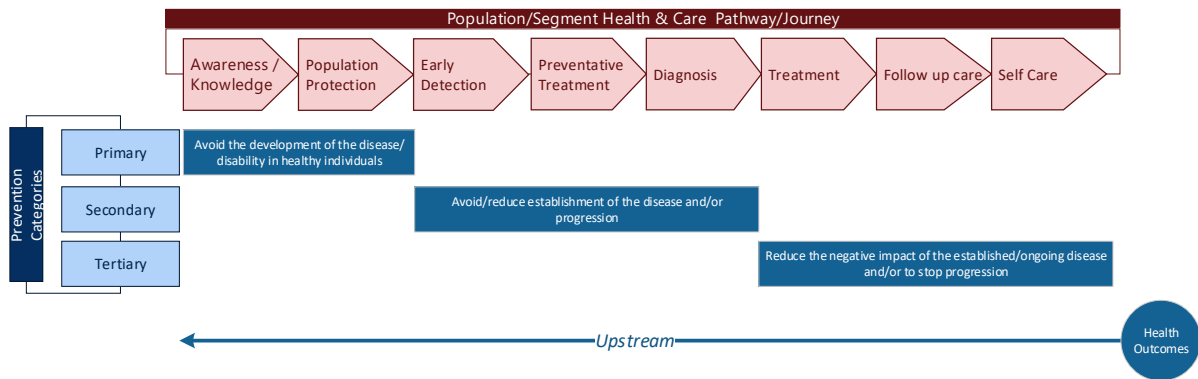 Population/Segment Health & Care Pathway/Journey
Awareness /
Knowledge
Population
Protection
Early
Detection
Preventative
Treatment
Diagnosis
Treatment
Follow up care
Self Care
Prevention
Categories
Primary
Avoid the development of the disease/
disability in healthy individuals
Secondary
Avoid/reduce establishment of the disease and/or
progression
Tertiary
Reduce the negative impact of the established/ongoing disease
and/or to stop progression
Upstream
Health
Outcomes